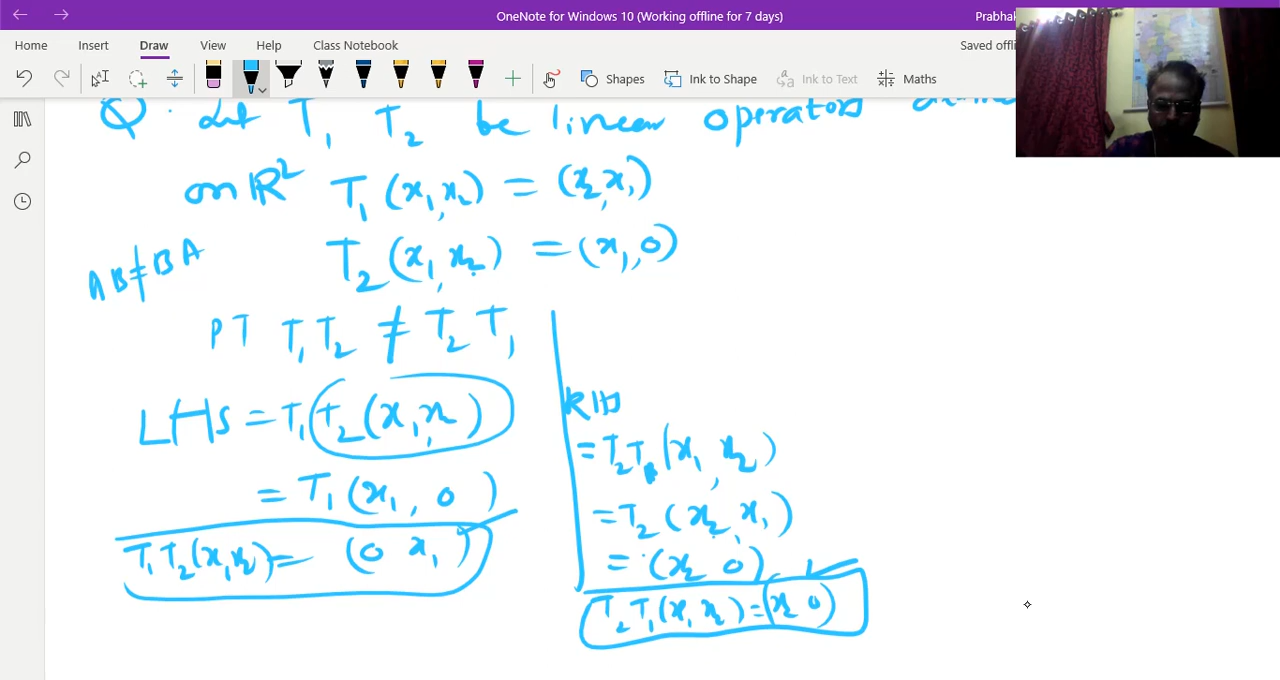 OneNote for Windows 10 (Working offline for 7 days)
Prabhak
Home Insert Draw View Help Class Notebook
Saved offli
Shapes Ink to Shape Ink to Text Maths
Q. Let T₁ T₂ be linear operators
on ℝ² T₁(x₁,x₂) = (x₂,x₁)
T₂(x₁,x₂) = (x₁,0)
AB≠BA
PT T₁T₂ ≠ T₂T₁
LHS = T₁T₂(x₁,x₂)
= T₁(x₁,0)
T₁T₂(x₁,x₂) = (0 x₁)
RHS
= T₂T₁(x₁,x₂)
= T₂(x₂,x₁)
= (x₂ 0)
T₂T₁(x₁,x₂) = (x₂ 0)